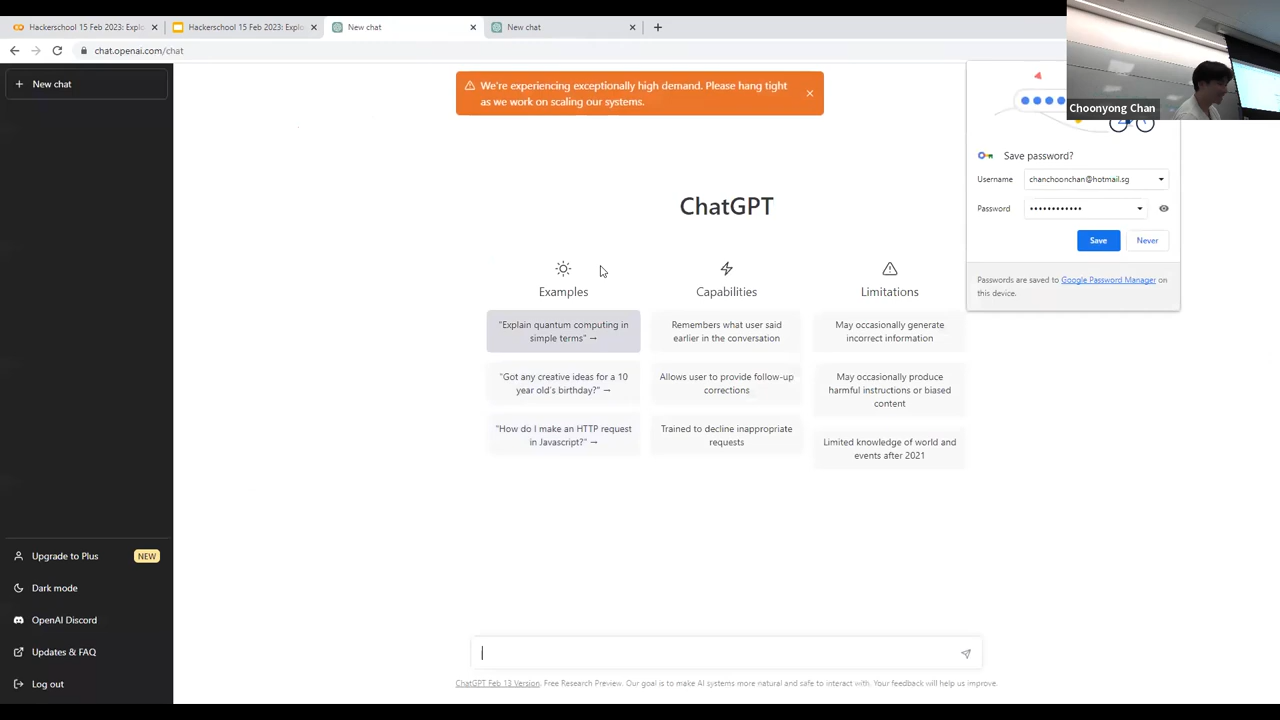 Hackerschool 15 Feb 2023: Explo
Hackerschool 15 Feb 2023: Explo
New chat
New chat
chat.openai.com/chat
New chat
We're experiencing exceptionally high demand. Please hang tight
as we work on scaling our systems.
Choonyong Chan
Save password?
Username
chanchoonchan@hotmail.sg
Password
••••••••••••
Save
Never
Passwords are saved to Google Password Manager on
this device.
ChatGPT
Examples
"Explain quantum computing in
simple terms" →
"Got any creative ideas for a 10
year old's birthday?" →
"How do I make an HTTP request
in Javascript?" →
Capabilities
Remembers what user said
earlier in the conversation
Allows user to provide follow-up
corrections
Trained to decline inappropriate
requests
Limitations
May occasionally generate
incorrect information
May occasionally produce
harmful instructions or biased
content
Limited knowledge of world and
events after 2021
Upgrade to Plus
NEW
Dark mode
OpenAI Discord
Updates & FAQ
Log out
ChatGPT Feb 13 Version. Free Research Preview. Our goal is to make AI systems more natural and safe to interact with. Your feedback will help us improve.